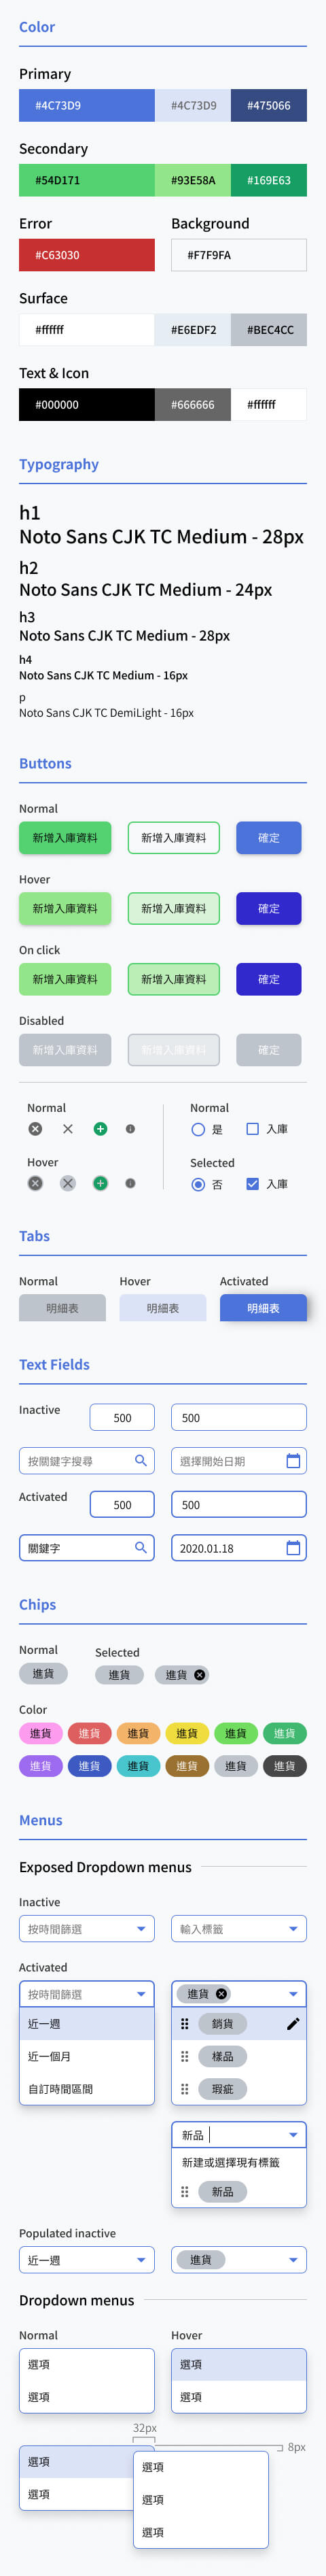 Color
Primary
#4C73D9 #4C73D9 #475066
Secondary
#54D171 #93E58A #169E63
Error Background
#C63030 #F7F9FA
Surface
#ffffff #E6EDF2 #BEC4CC
Text & Icon
#000000 #666666 #ffffff
Typography
h1
Noto Sans CJK TC Medium - 28px
h2
Noto Sans CJK TC Medium - 24px
h3
Noto Sans CJK TC Medium - 28px
h4
Noto Sans CJK TC Medium - 16px
p
Noto Sans CJK TC DemiLight - 16px
Buttons
Normal
新增入庫資料 新增入庫資料 確定
Hover
新增入庫資料 新增入庫資料 確定
On click
新增入庫資料 新增入庫資料 確定
Disabled
新增入庫資料 新增入庫資料 確定
Normal Normal
是 入庫
Hover Selected
否 入庫
Tabs
Normal Hover Activated
明細表 明細表 明細表
Text Fields
Inactive 500 500
按關鍵字搜尋 選擇開始日期
Activated 500 500
關鍵字 2020.01.18
Chips
Normal Selected
進貨 進貨 進貨
Color
進貨 進貨 進貨 進貨 進貨 進貨
進貨 進貨 進貨 進貨 進貨 進貨
Menus
Exposed Dropdown menus
Inactive
按時間篩選 輸入標籤
Activated
按時間篩選 進貨
近一週 銷貨
近一個月 樣品
自訂時間區間 瑕疵
新品
新建或選擇現有標籤
新品
Populated inactive
近一週 進貨
Dropdown menus
Normal Hover
選項 選項
選項 選項
32px
8px
選項 選項
選項 選項
選項